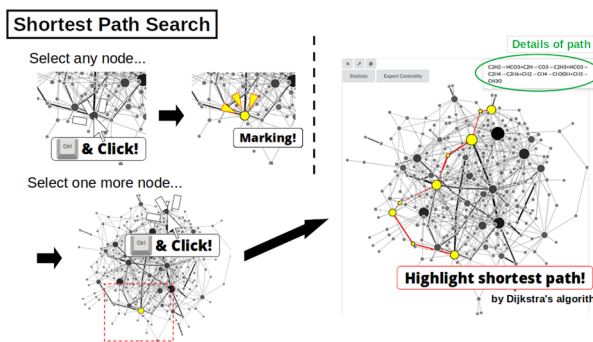 Shortest Path Search
Select any node...
Ctrl & Click!
Marking!
Select one more node...
Ctrl & Click!
Details of path
Statistic
Export Centrality
Highlight shortest path!
by Dijkstra's algorith